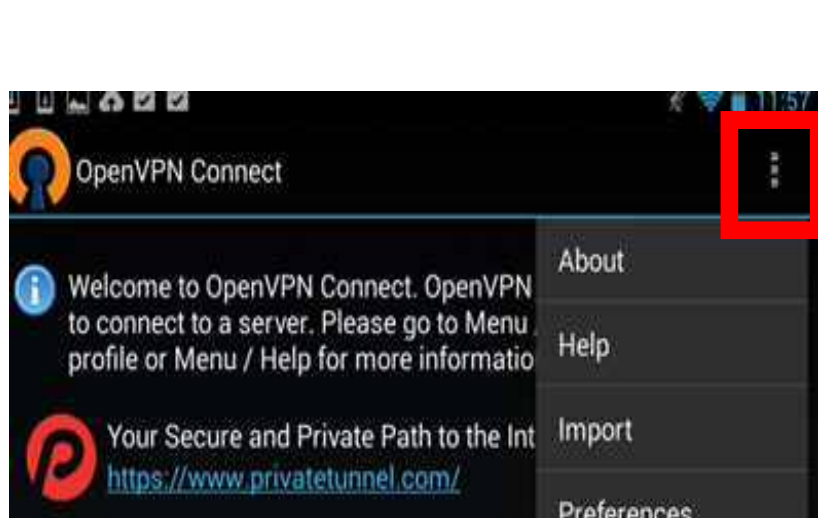 11:57
OpenVPN Connect
About
Welcome to OpenVPN Connect. OpenVPN
to connect to a server. Please go to Menu
profile or Menu / Help for more informatio
Help
Your Secure and Private Path to the Int
https://www.privatetunnel.com/
Import
Preferences